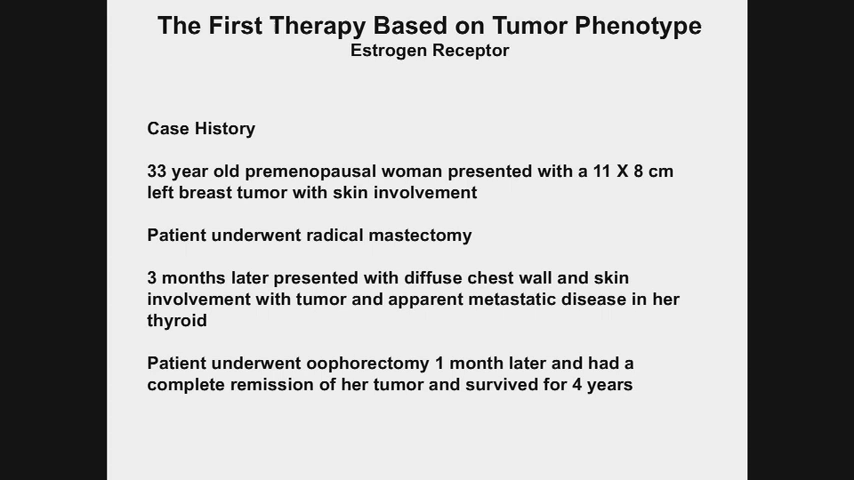 The First Therapy Based on Tumor Phenotype
Estrogen Receptor
Case History
33 year old premenopausal woman presented with a 11 X 8 cm
left breast tumor with skin involvement
Patient underwent radical mastectomy
3 months later presented with diffuse chest wall and skin
involvement with tumor and apparent metastatic disease in her
thyroid
Patient underwent oophorectomy 1 month later and had a
complete remission of her tumor and survived for 4 years